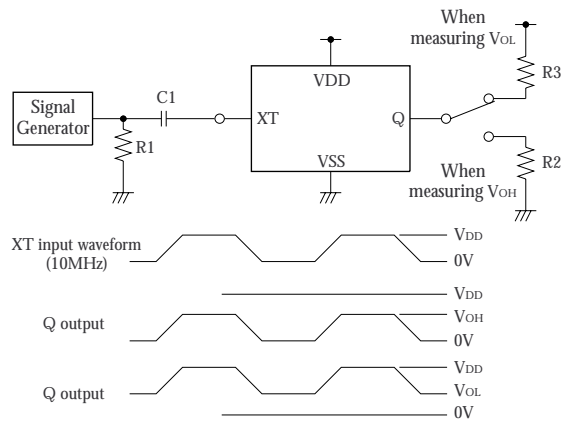 When
measuring VOL
R3
VDD
C1
Signal
Generator
XT
Q
R1
VSS
When
measuring VOH
R2
XT input waveform
(10MHz)
VDD
0V
VDD
Q output
VOH
0V
Q output
VDD
VOL
0V